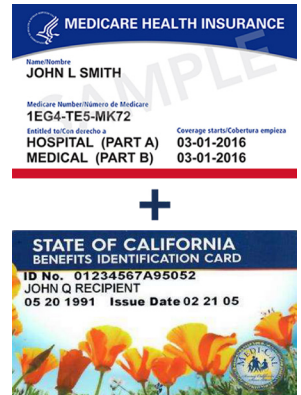 MEDICARE HEALTH INSURANCE
SAMPLE
Name/Nombre
JOHN L SMITH
Medicare Number/Número de Medicare
1EG4-TE5-MK72
Entitled to/Con derecho a Coverage starts/Cobertura empieza
HOSPITAL (PART A) 03-01-2016
MEDICAL (PART B) 03-01-2016
+
STATE OF CALIFORNIA
BENEFITS IDENTIFICATION CARD
ID No. 01234567A95052
JOHN Q RECIPIENT
05 20 1991 Issue Date 02 21 05
MEDI-CAL